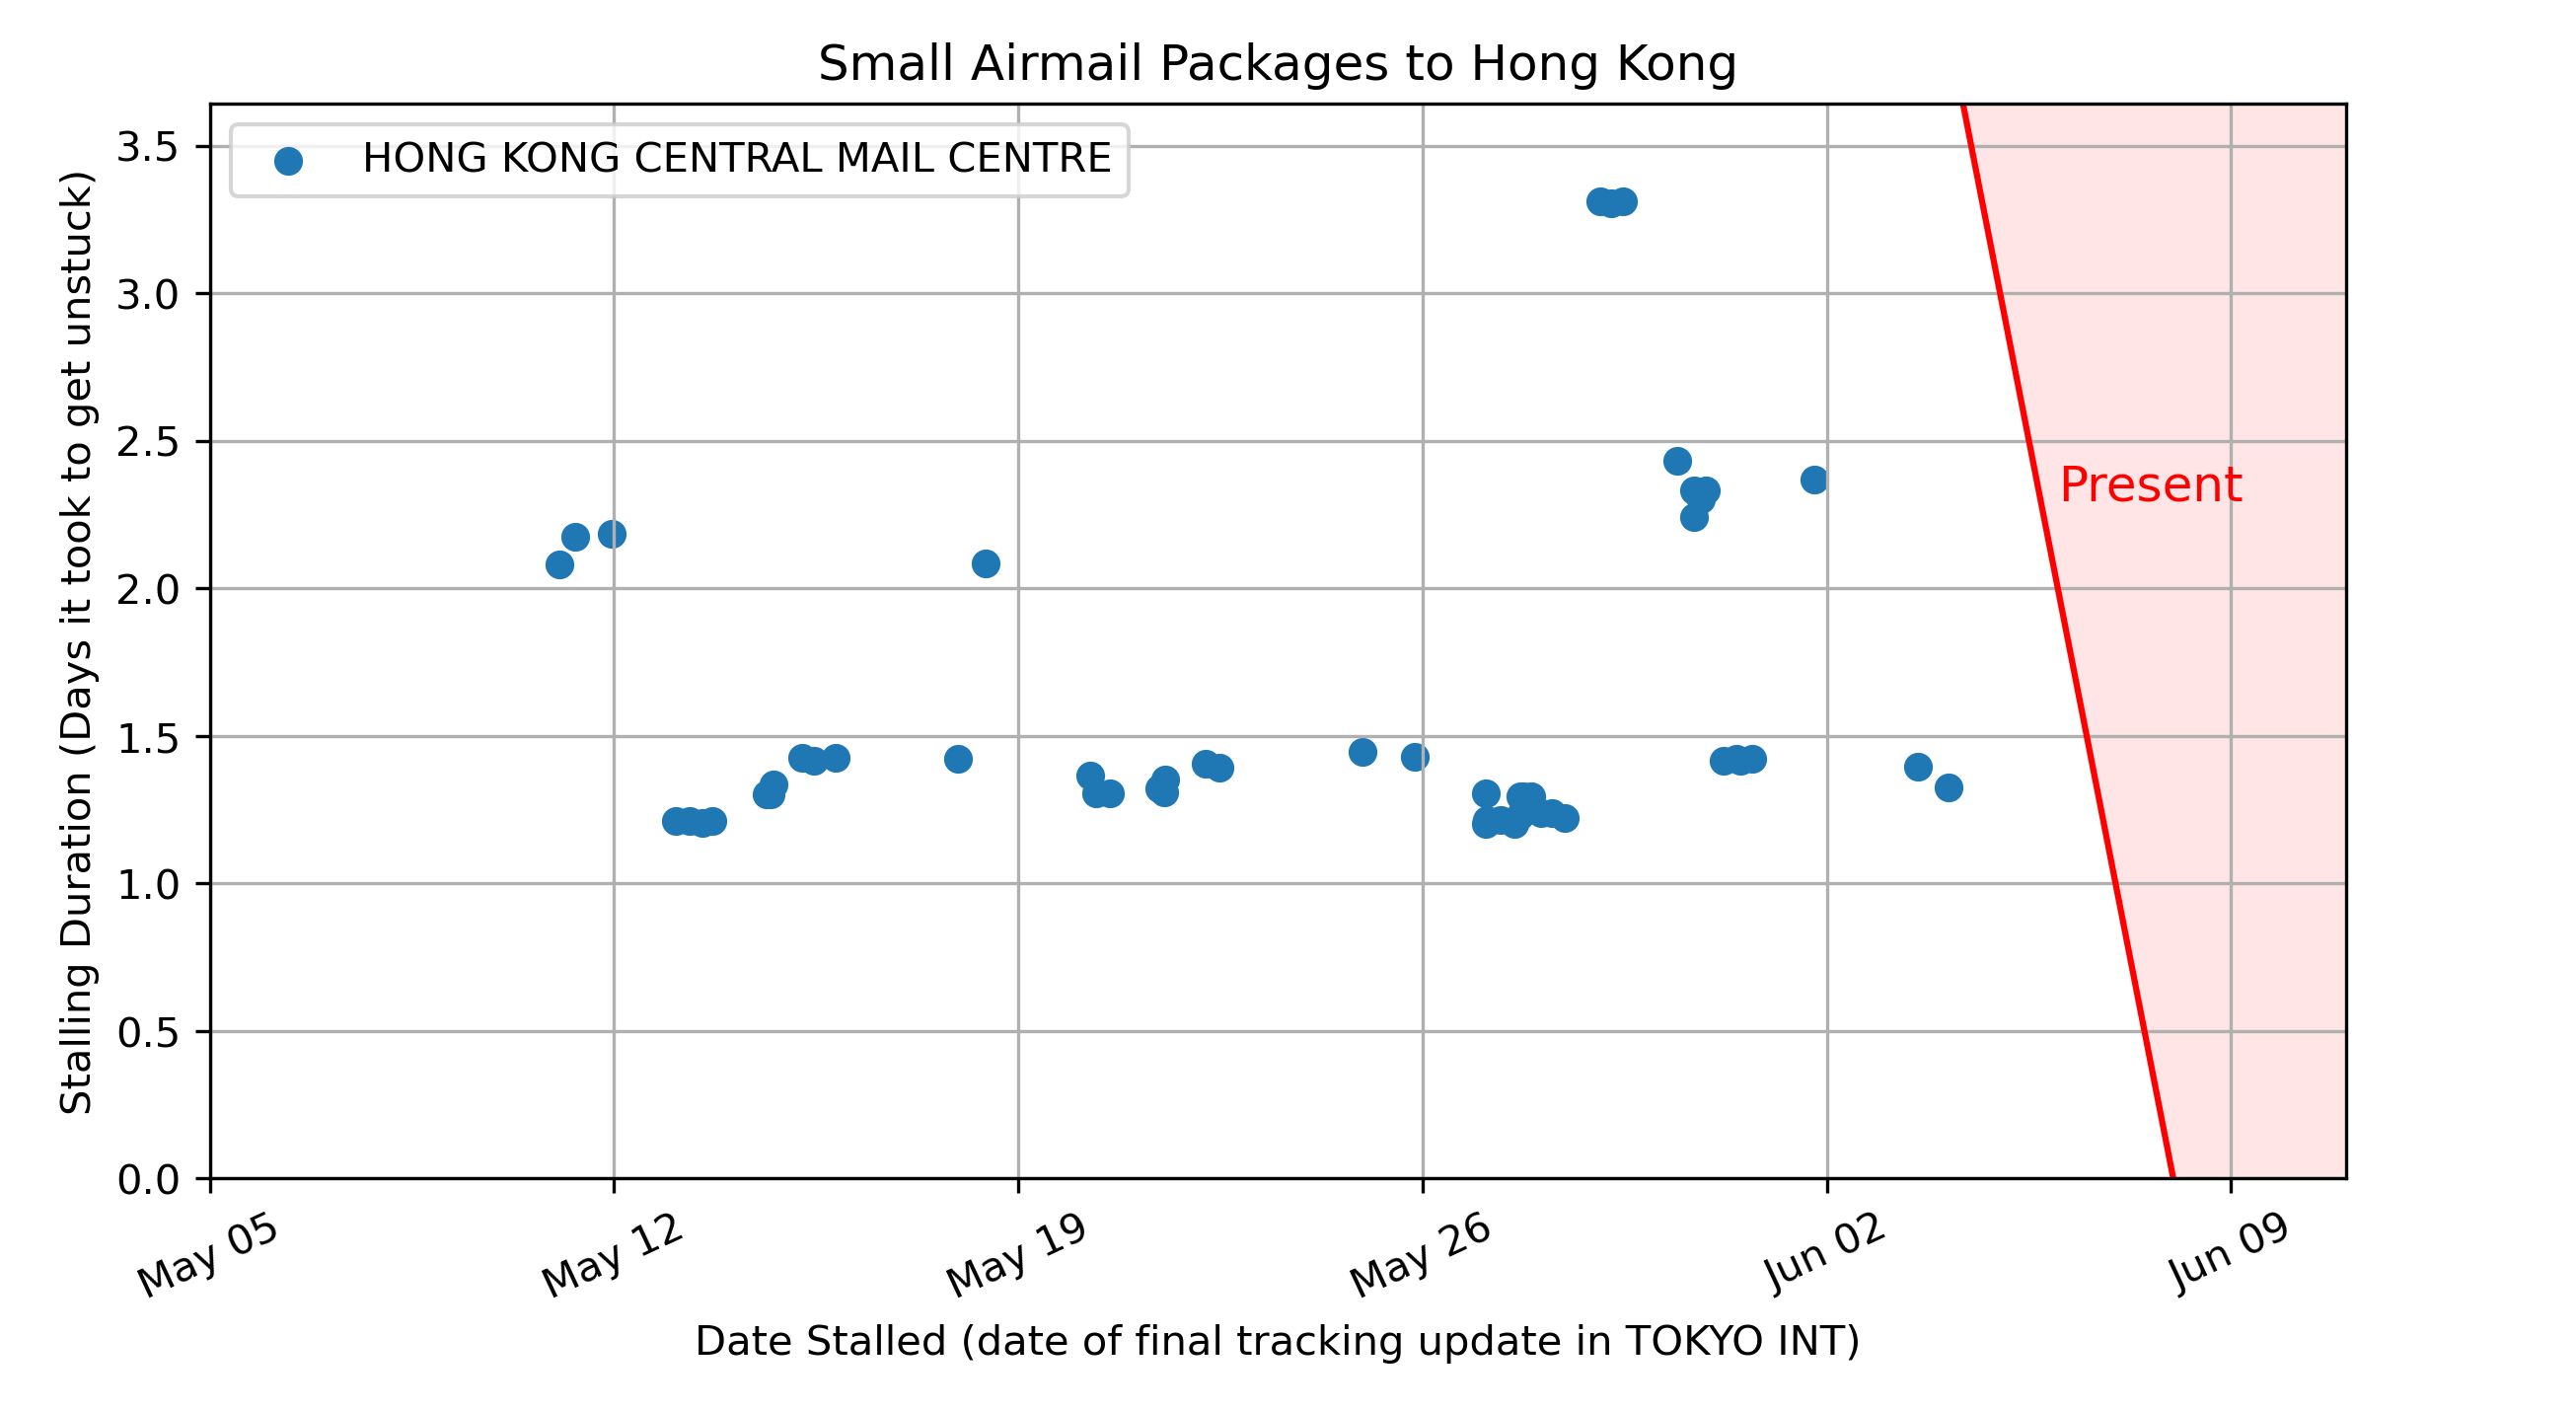 Small Airmail Packages to Hong Kong
HONG KONG CENTRAL MAIL CENTRE
Stalling Duration (Days it took to get unstuck)
3.5
3.0
2.5
2.0
1.5
1.0
0.5
0.0
Present
May 05
May 12
May 19
May 26
Jun 02
Jun 09
Date Stalled (date of final tracking update in TOKYO INT)